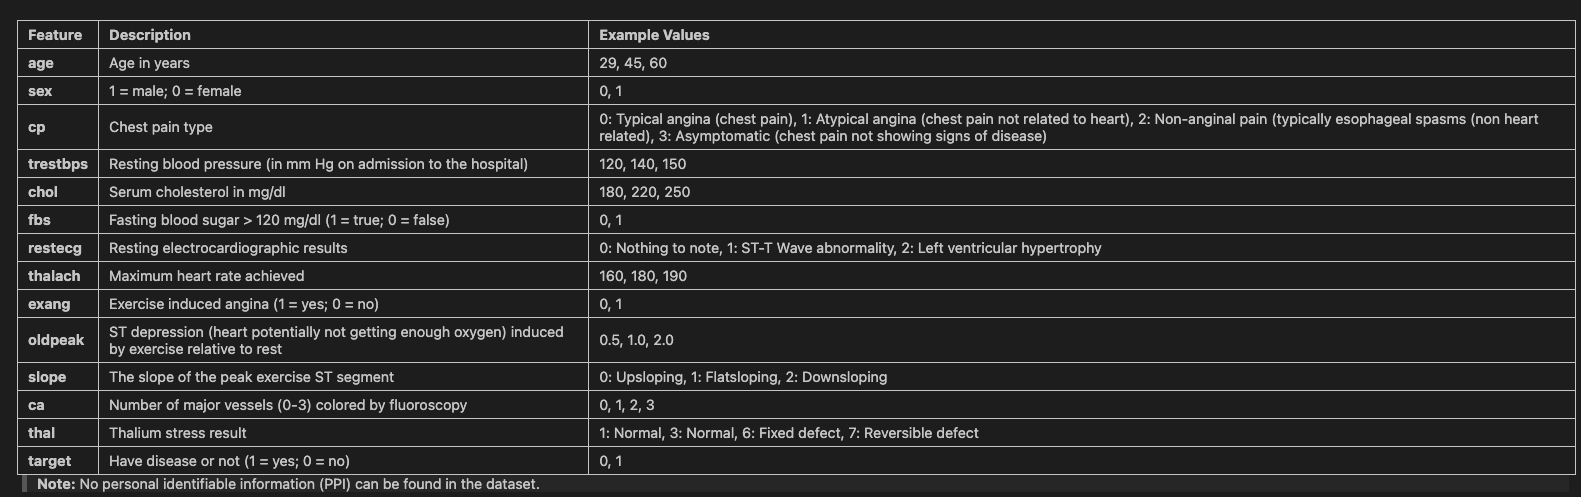 Feature Description Example Values
age Age in years 29, 45, 60
sex 1 = male; 0 = female 0, 1
cp Chest pain type 0: Typical angina (chest pain), 1: Atypical angina (chest pain not related to heart), 2: Non-anginal pain (typically esophageal spasms (non heart
related), 3: Asymptomatic (chest pain not showing signs of disease)
trestbps Resting blood pressure (in mm Hg on admission to the hospital) 120, 140, 150
chol Serum cholesterol in mg/dl 180, 220, 250
fbs Fasting blood sugar > 120 mg/dl (1 = true; 0 = false) 0, 1
restecg Resting electrocardiographic results 0: Nothing to note, 1: ST-T Wave abnormality, 2: Left ventricular hypertrophy
thalach Maximum heart rate achieved 160, 180, 190
exang Exercise induced angina (1 = yes; 0 = no) 0, 1
oldpeak ST depression (heart potentially not getting enough oxygen) induced
by exercise relative to rest 0.5, 1.0, 2.0
slope The slope of the peak exercise ST segment 0: Upsloping, 1: Flatsloping, 2: Downsloping
ca Number of major vessels (0-3) colored by fluoroscopy 0, 1, 2, 3
thal Thalium stress result 1: Normal, 3: Normal, 6: Fixed defect, 7: Reversible defect
target Have disease or not (1 = yes; 0 = no) 0, 1
Note: No personal identifiable information (PPI) can be found in the dataset.